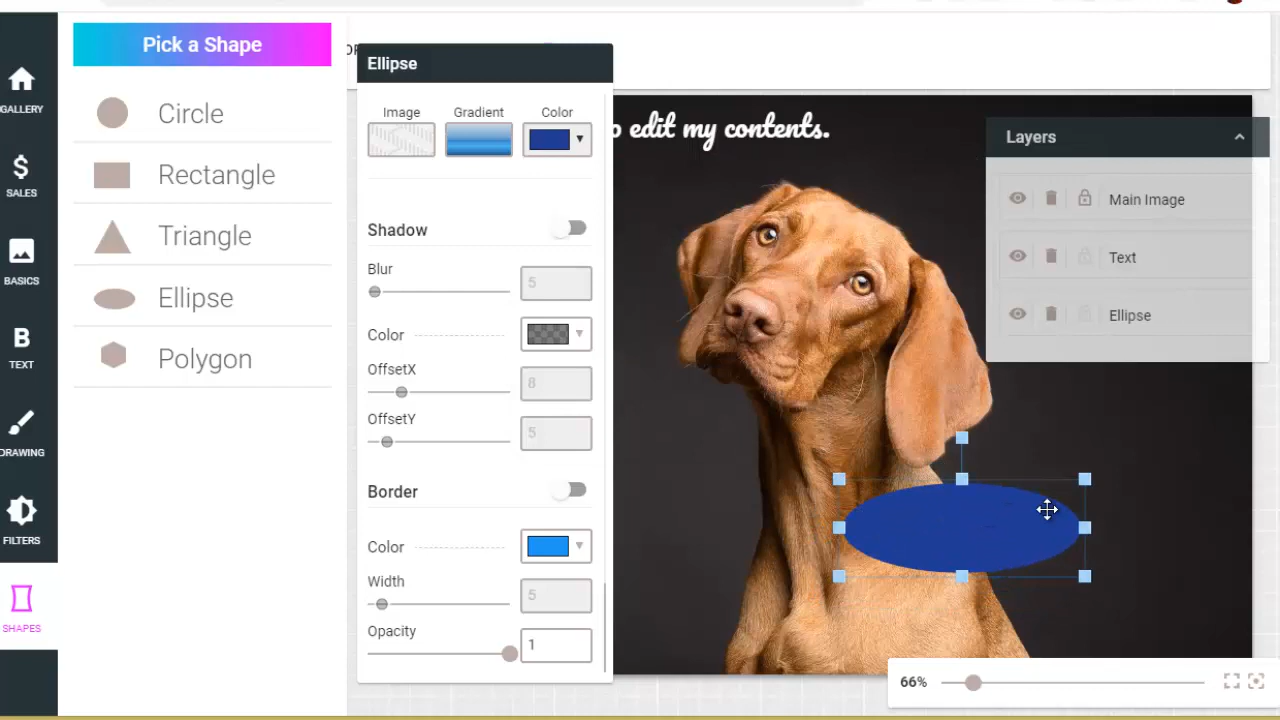 GALLERY
$
SALES
BASICS
B
TEXT
DRAWING
FILTERS
SHAPES
Pick a Shape
Circle
Rectangle
Triangle
Ellipse
Polygon
Ellipse
Image Gradient Color
Shadow
Blur 5
Color
OffsetX 8
OffsetY 5
Border
Color
Width 5
Opacity 1
edit my contents.
Layers
Main Image
Text
Ellipse
66%